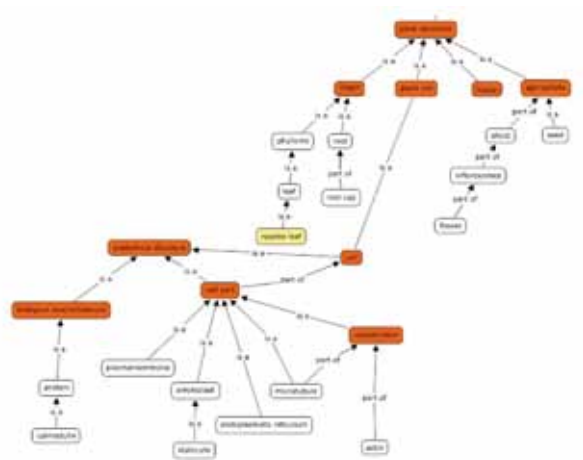 plant structure
is a
is a
is a
is a
organ
plant cell
tissue
sporophyte
is a
is a
part of
is a
phyllome
root
shoot
seed
is a
part of
is a
part of
leaf
root cap
inflorescence
is a
part of
rosette leaf
flower
anatomical structure
cell
is a
is a
is a
part of
cell part
biological macromolecule
cytoskeleton
is a
is a
is a
is a
is a
is a
part of
plasma membrane
protein
amyloplast
microtubule
part of
is a
is a
calmodulin
endoplasmatic reticulum
statocyte
actin